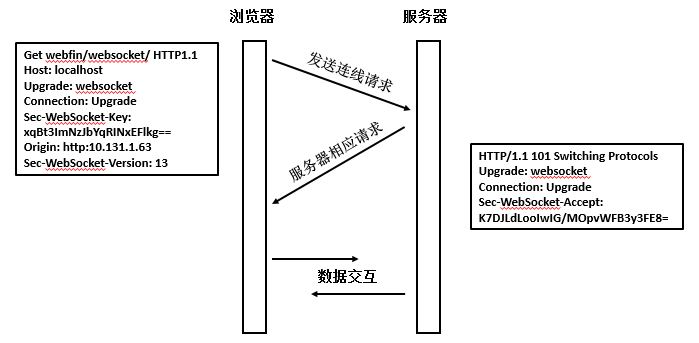 浏览器
服务器
Get webfin/websocket/ HTTP1.1
Host: localhost
Upgrade: websocket
Connection: Upgrade
Sec-WebSocket-Key:
xqBt3ImNzJbYqRINxEFlkg==
Origin: http:10.131.1.63
Sec-WebSocket-Version: 13
发送连线请求
服务器相应请求
HTTP/1.1 101 Switching Protocols
Upgrade: websocket
Connection: Upgrade
Sec-WebSocket-Accept:
K7DJLdLooIwIG/MOpvWFB3y3FE8=
数据交互